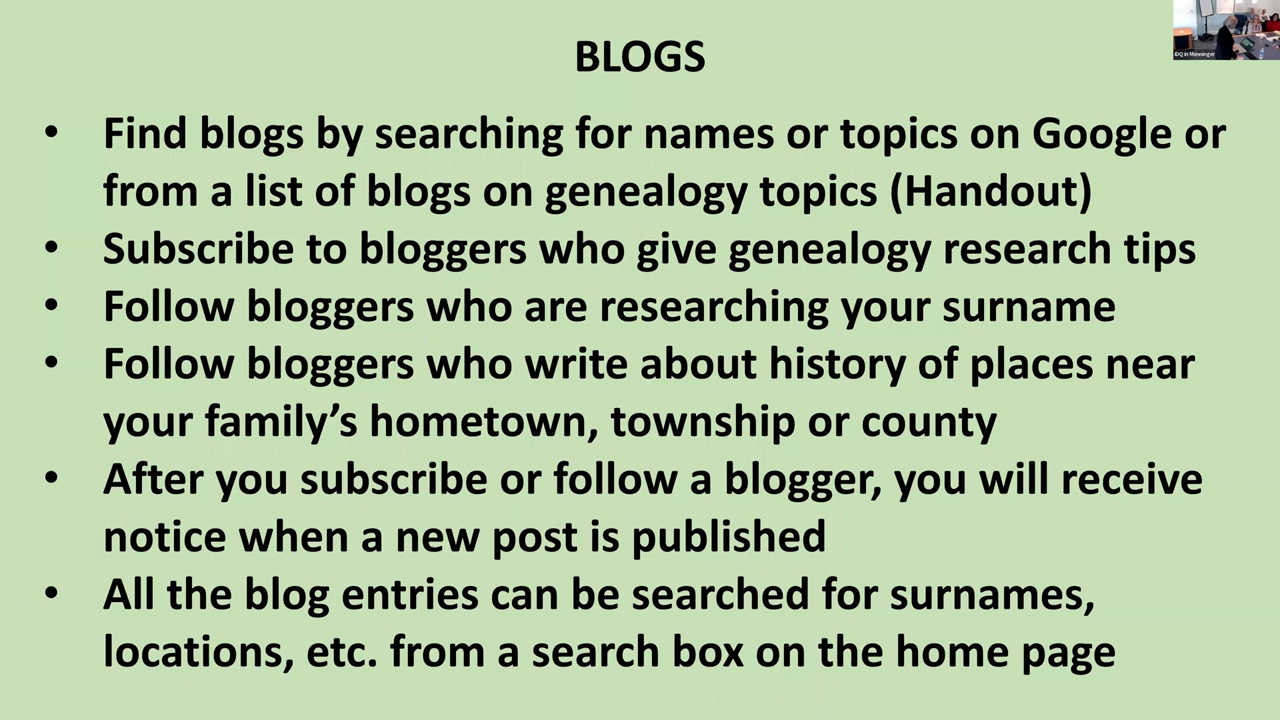 BLOGS
• Find blogs by searching for names or topics on Google or
from a list of blogs on genealogy topics (Handout)
• Subscribe to bloggers who give genealogy research tips
• Follow bloggers who are researching your surname
• Follow bloggers who write about history of places near
your family’s hometown, township or county
• After you subscribe or follow a blogger, you will receive
notice when a new post is published
• All the blog entries can be searched for surnames,
locations, etc. from a search box on the home page
IDQ in Menninger